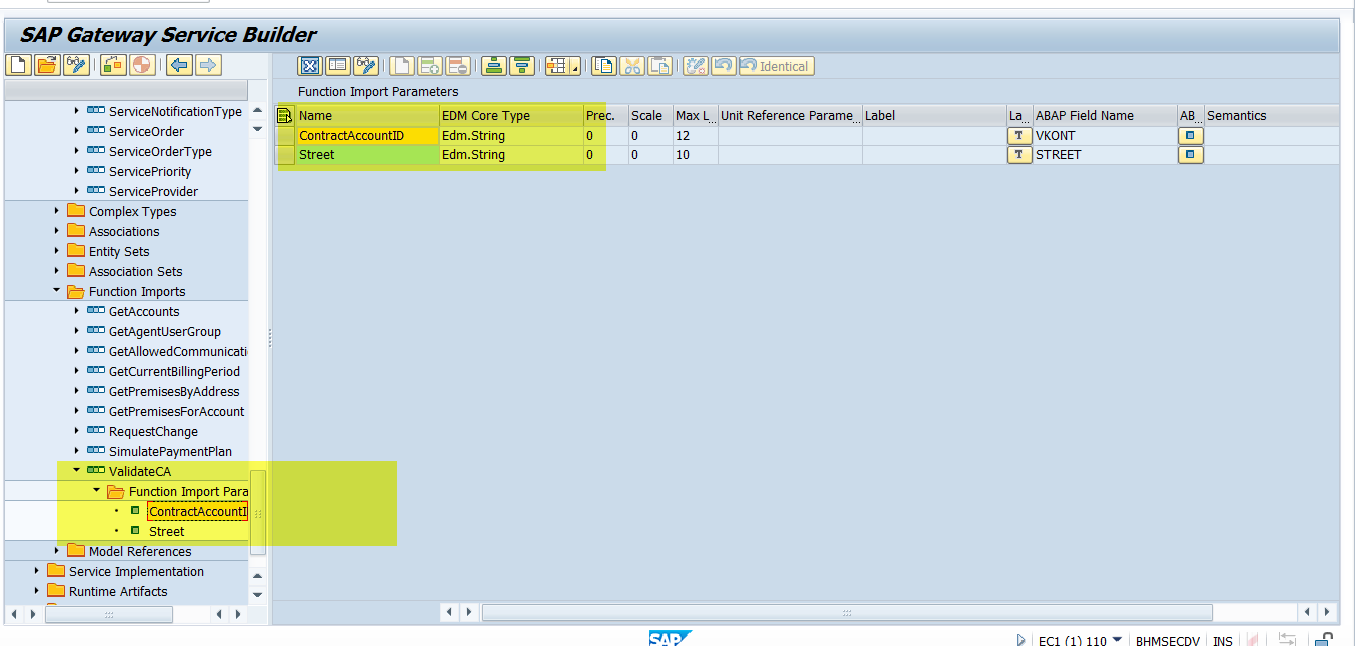 SAP Gateway Service Builder
Identical
Function Import Parameters
Name EDM Core Type Prec. Scale Max L... Unit Reference Parame... Label La... ABAP Field Name AB... Semantics
ContractAccountID Edm.String 0 0 12 T VKONT
Street Edm.String 0 0 10 T STREET
ServiceNotificationType
ServiceOrder
ServiceOrderType
ServicePriority
ServiceProvider
Complex Types
Associations
Entity Sets
Association Sets
Function Imports
GetAccounts
GetAgentUserGroup
GetAllowedCommunicati
GetCurrentBillingPeriod
GetPremisesByAddress
GetPremisesForAccount
RequestChange
SimulatePaymentPlan
ValidateCA
Function Import Para
ContractAccountI
Street
Model References
Service Implementation
Runtime Artifacts
SAP
EC1 (1) 110 BHMSECDV INS